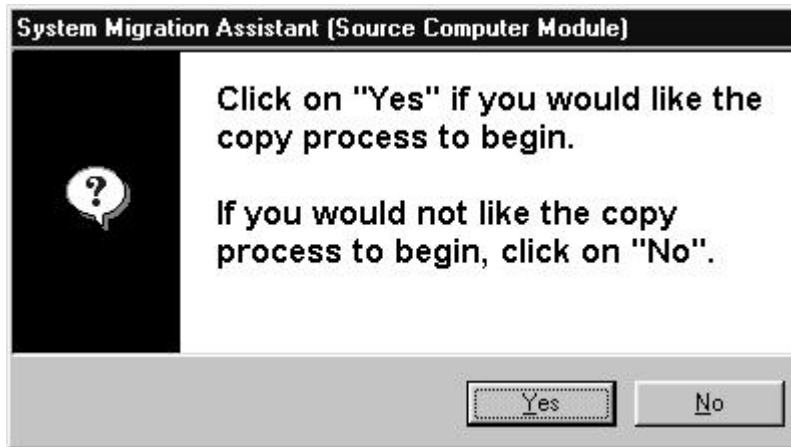 System Migration Assistant (Source Computer Module)
Click on "Yes" if you would like the
copy process to begin.
If you would not like the copy
process to begin, click on "No".
?
Yes
No